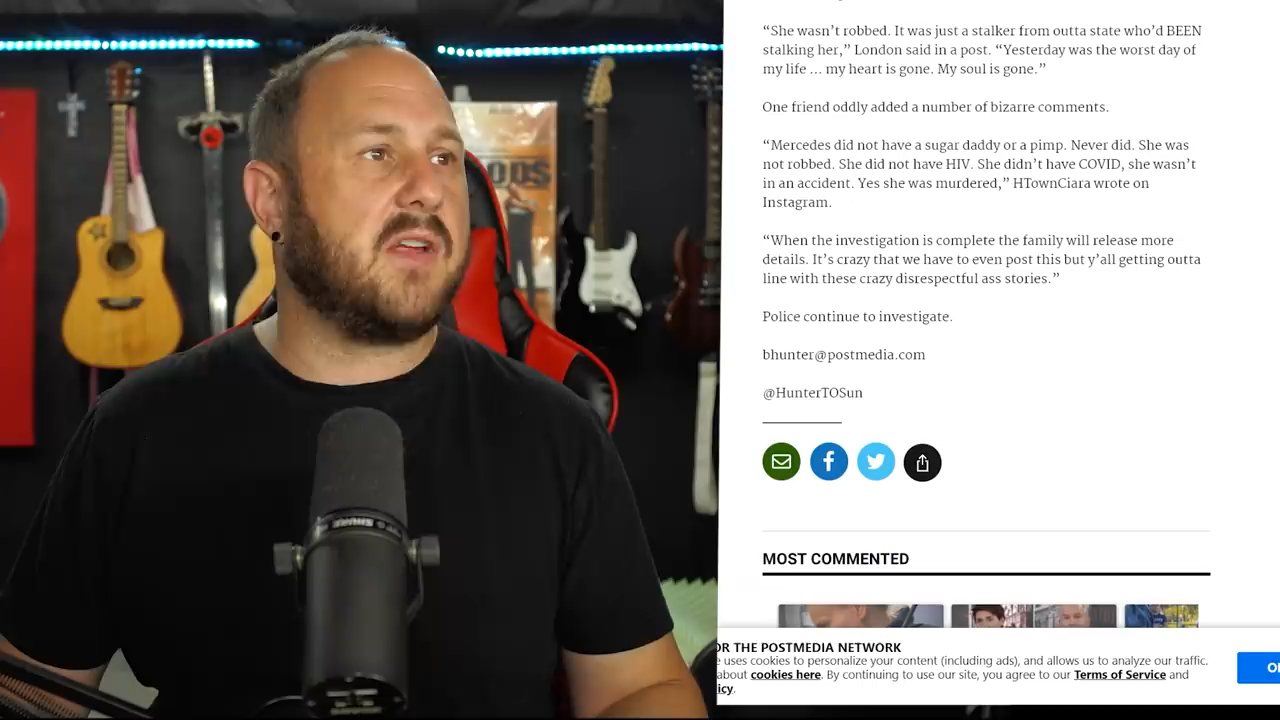 “She wasn’t robbed. It was just a stalker from outta state who’d BEEN
stalking her,” London said in a post. “Yesterday was the worst day of
my life ... my heart is gone. My soul is gone.”
One friend oddly added a number of bizarre comments.
“Mercedes did not have a sugar daddy or a pimp. Never did. She was
not robbed. She did not have HIV. She didn’t have COVID, she wasn’t
in an accident. Yes she was murdered,” HTownCiara wrote on
Instagram.
“When the investigation is complete the family will release more
details. It’s crazy that we have to even post this but y’all getting outta
line with these crazy disrespectful ass stories.”
Police continue to investigate.
bhunter@postmedia.com
@HunterTOSun
MOST COMMENTED
OR THE POSTMEDIA NETWORK
uses cookies to personalize your content (including ads), and allows us to analyze our traffic.
about cookies here. By continuing to use our site, you agree to our Terms of Service and
icy.
SHURE